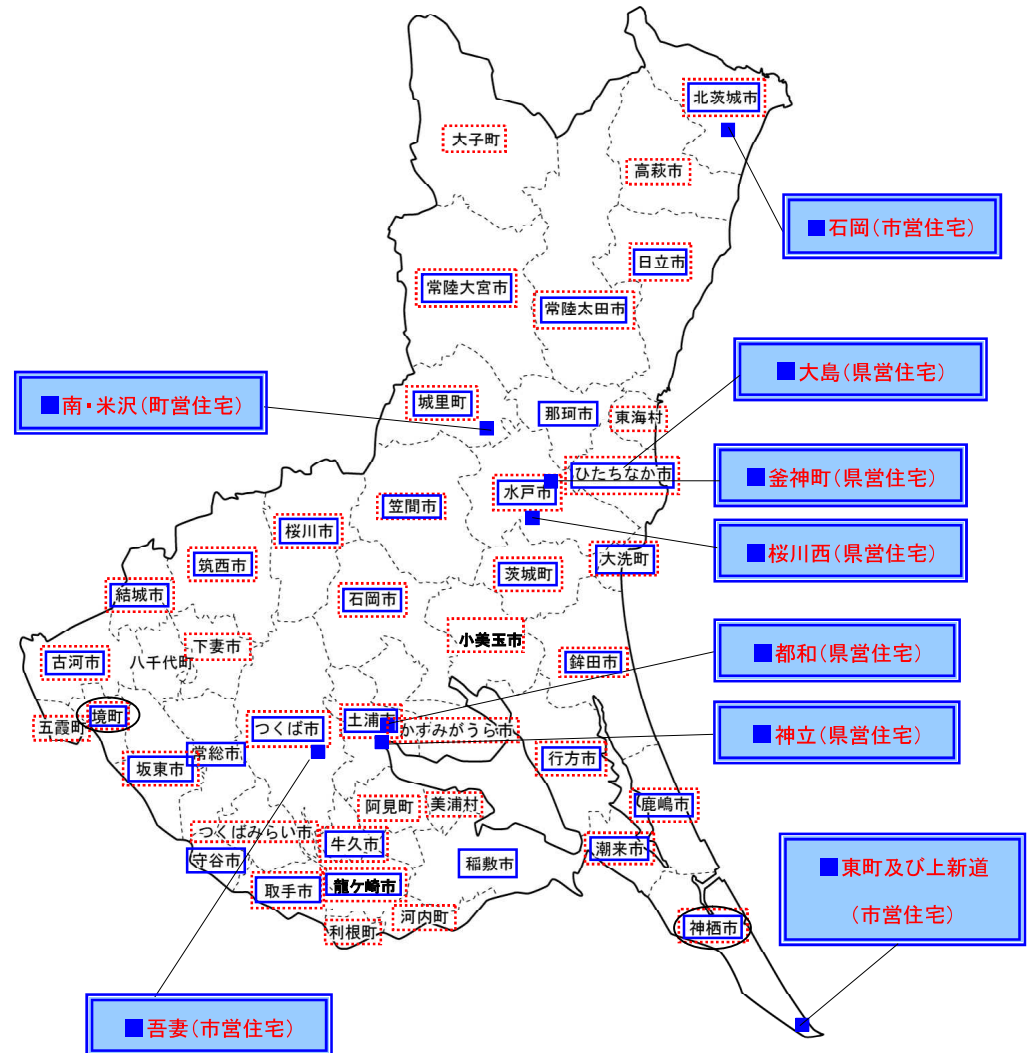 北茨城市
大子町
高萩市
■石岡(市営住宅)
日立市
常陸大宮市
常陸太田市
■大島(県営住宅)
■南・米沢(町営住宅)
城里町
那珂市
東海村
ひたちなか市
■釜神町(県営住宅)
水戸市
笠間市
桜川市
■桜川西(県営住宅)
大洗町
筑西市
茨城町
結城市
石岡市
小美玉市
下妻市
■都和(県営住宅)
古河市
八千代町
鉾田市
境町
五霞町
つくば市
土浦市
かすみがうら市
■神立(県営住宅)
常総市
行方市
坂東市
阿見町
美浦村
鹿嶋市
つくばみらい市
牛久市
潮来市
守谷市
稲敷市
■東町及び上新道
(市営住宅)
取手市
龍ケ崎市
河内町
利根町
神栖市
■吾妻(市営住宅)